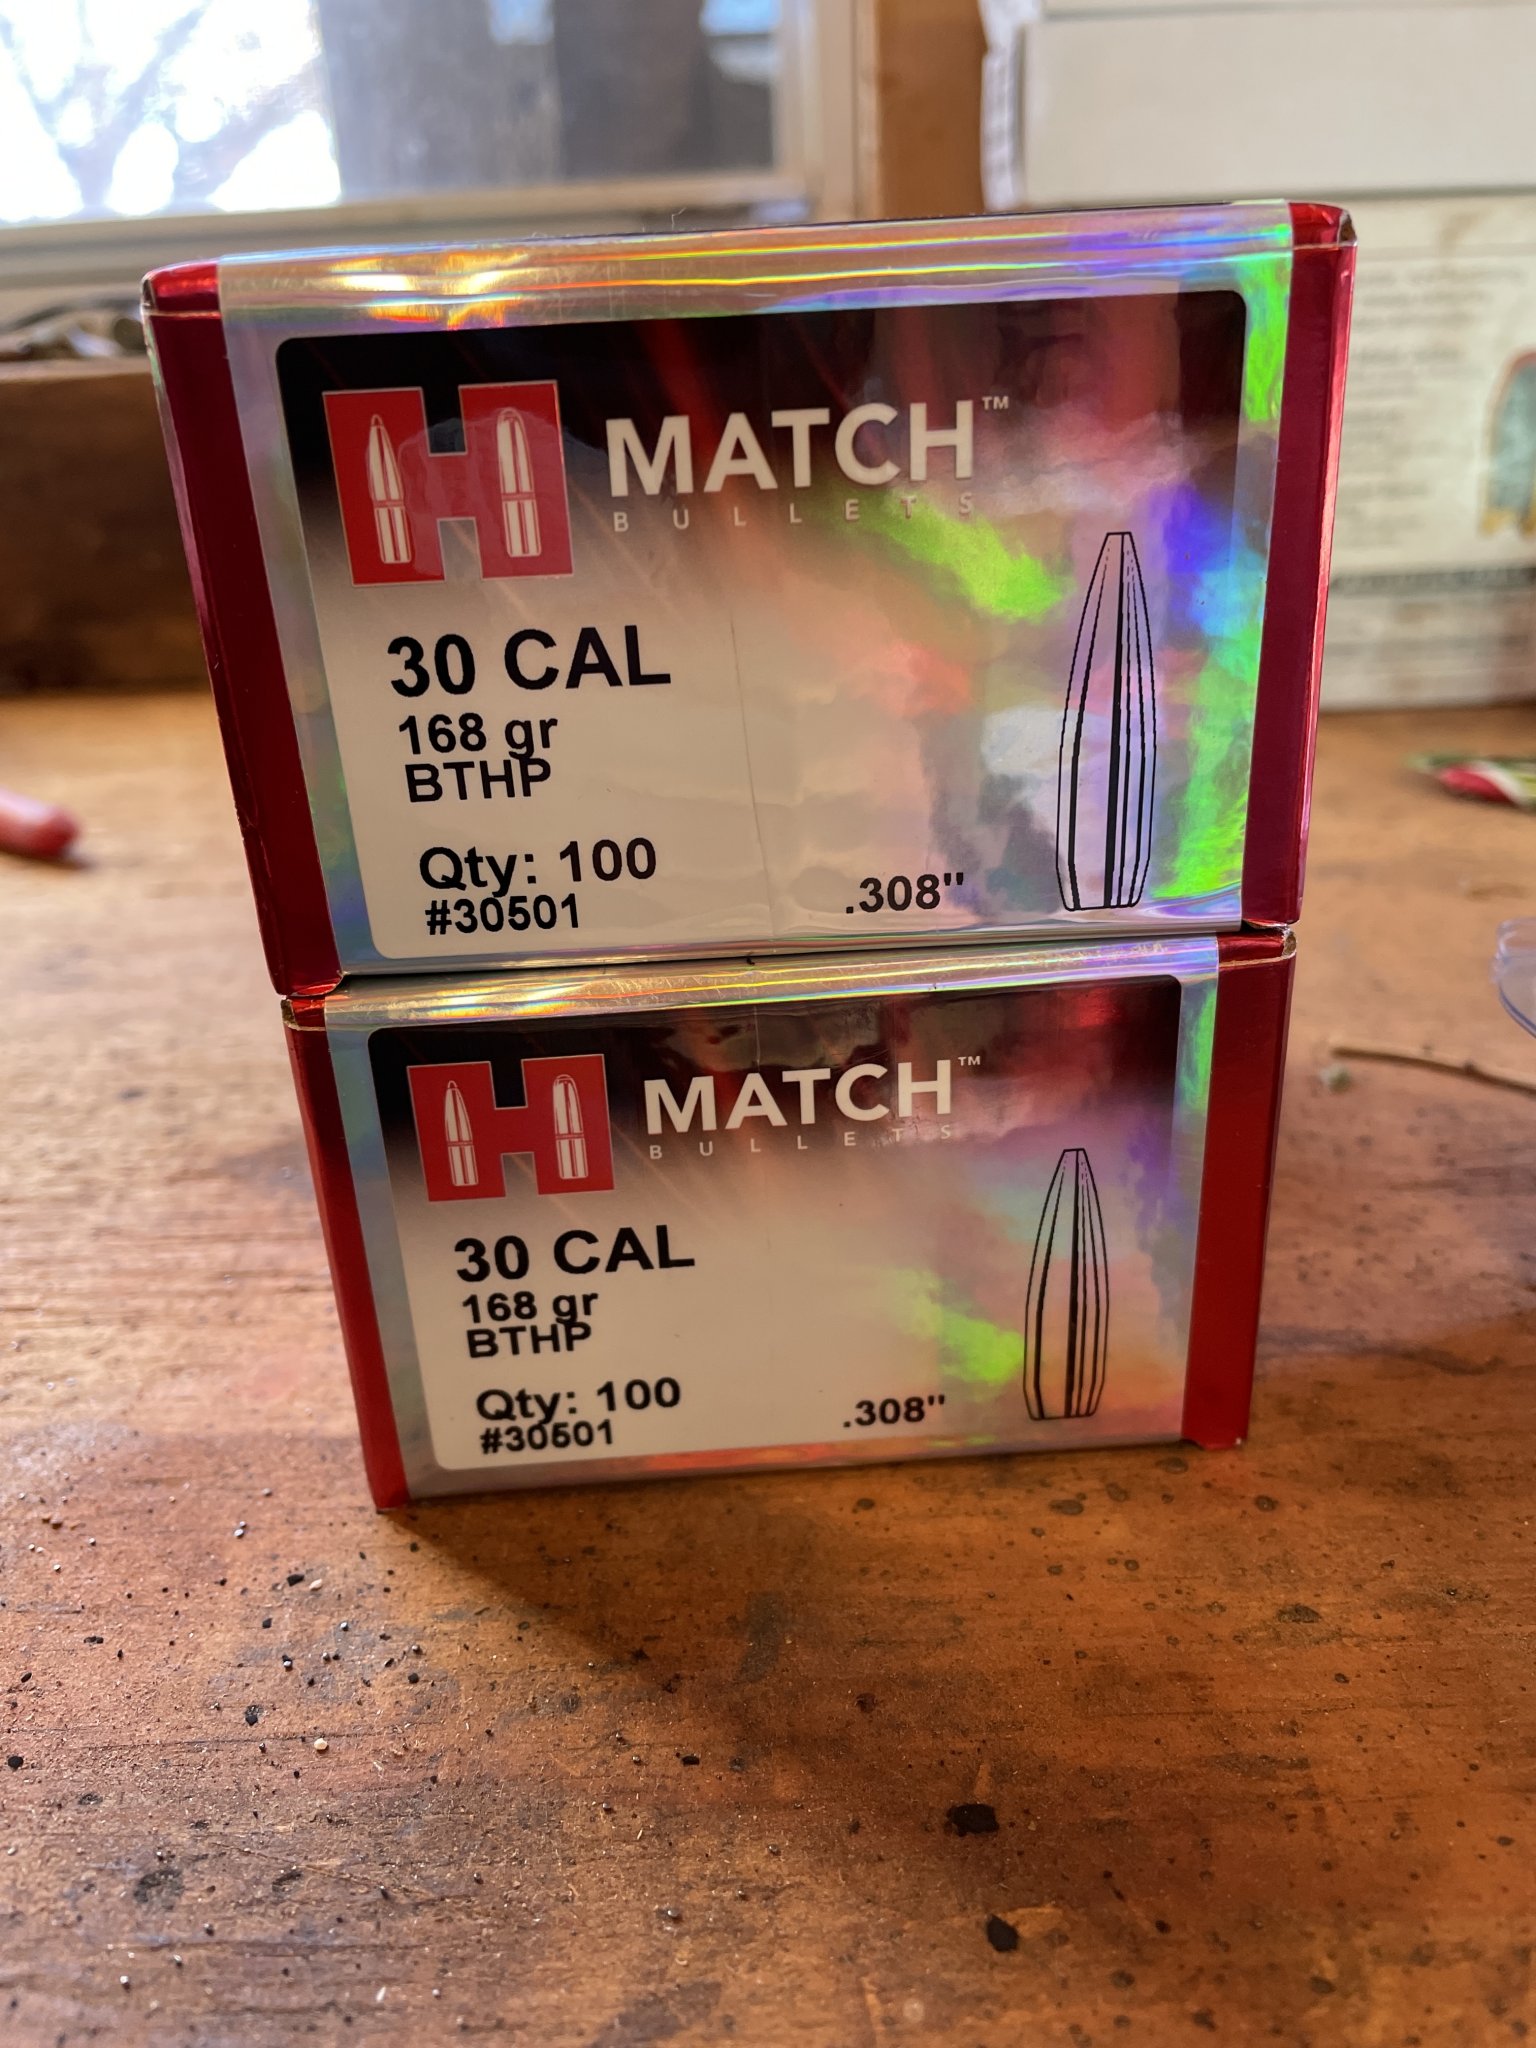 H MATCH™
BULLETS
30 CAL
168 gr
BTHP
Qty: 100
#30501
.308"
H MATCH™
BULLETS
30 CAL
168 gr
BTHP
Qty: 100
#30501
.308"